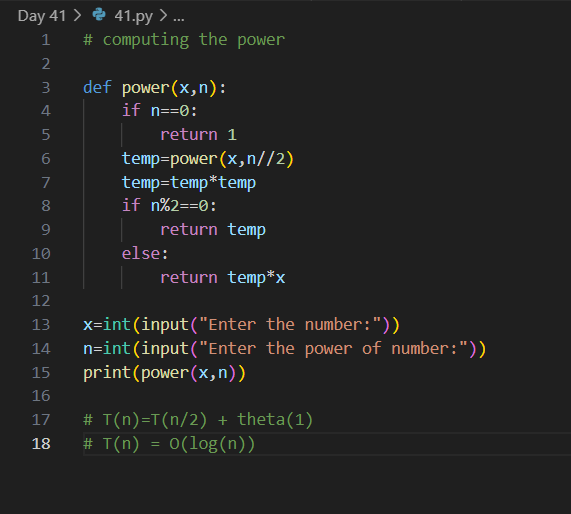 Day 41 > 41.py > ...
1 # computing the power
2
3 def power(x,n):
4     if n==0:
5         return 1
6     temp=power(x,n//2)
7     temp=temp*temp
8     if n%2==0:
9         return temp
10     else:
11         return temp*x
12
13 x=int(input("Enter the number:"))
14 n=int(input("Enter the power of number:"))
15 print(power(x,n))
16
17 # T(n)=T(n/2) + theta(1)
18 # T(n) = O(log(n))